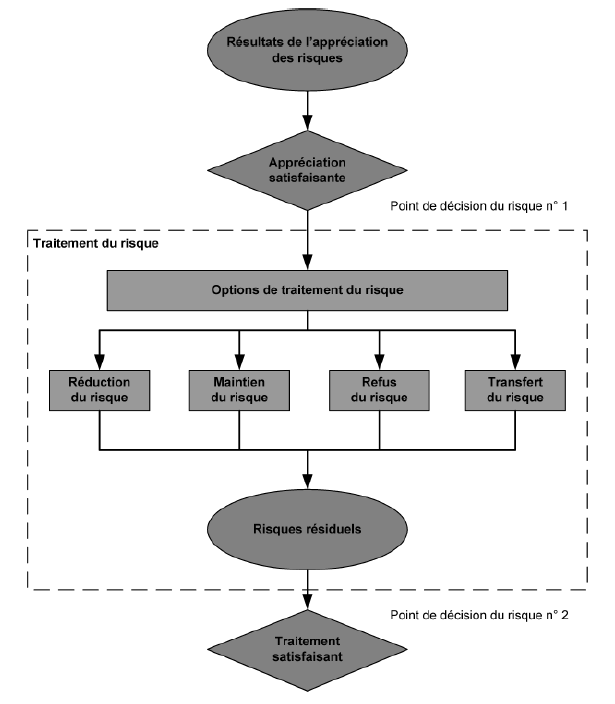 Résultats de l'appréciation
des risques
Appréciation
satisfaisante
Point de décision du risque n° 1
Traitement du risque
Options de traitement du risque
Réduction
du risque
Maintien
du risque
Refus
du risque
Transfert
du risque
Risques résiduels
Point de décision du risque n° 2
Traitement
satisfaisant